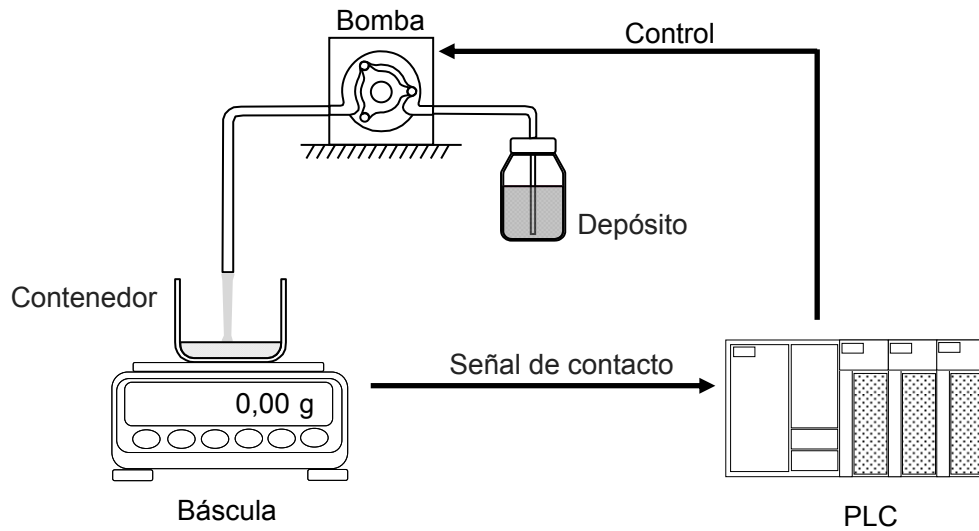 Bomba
Control
Depósito
Contenedor
Señal de contacto
0,00 g
Báscula
PLC